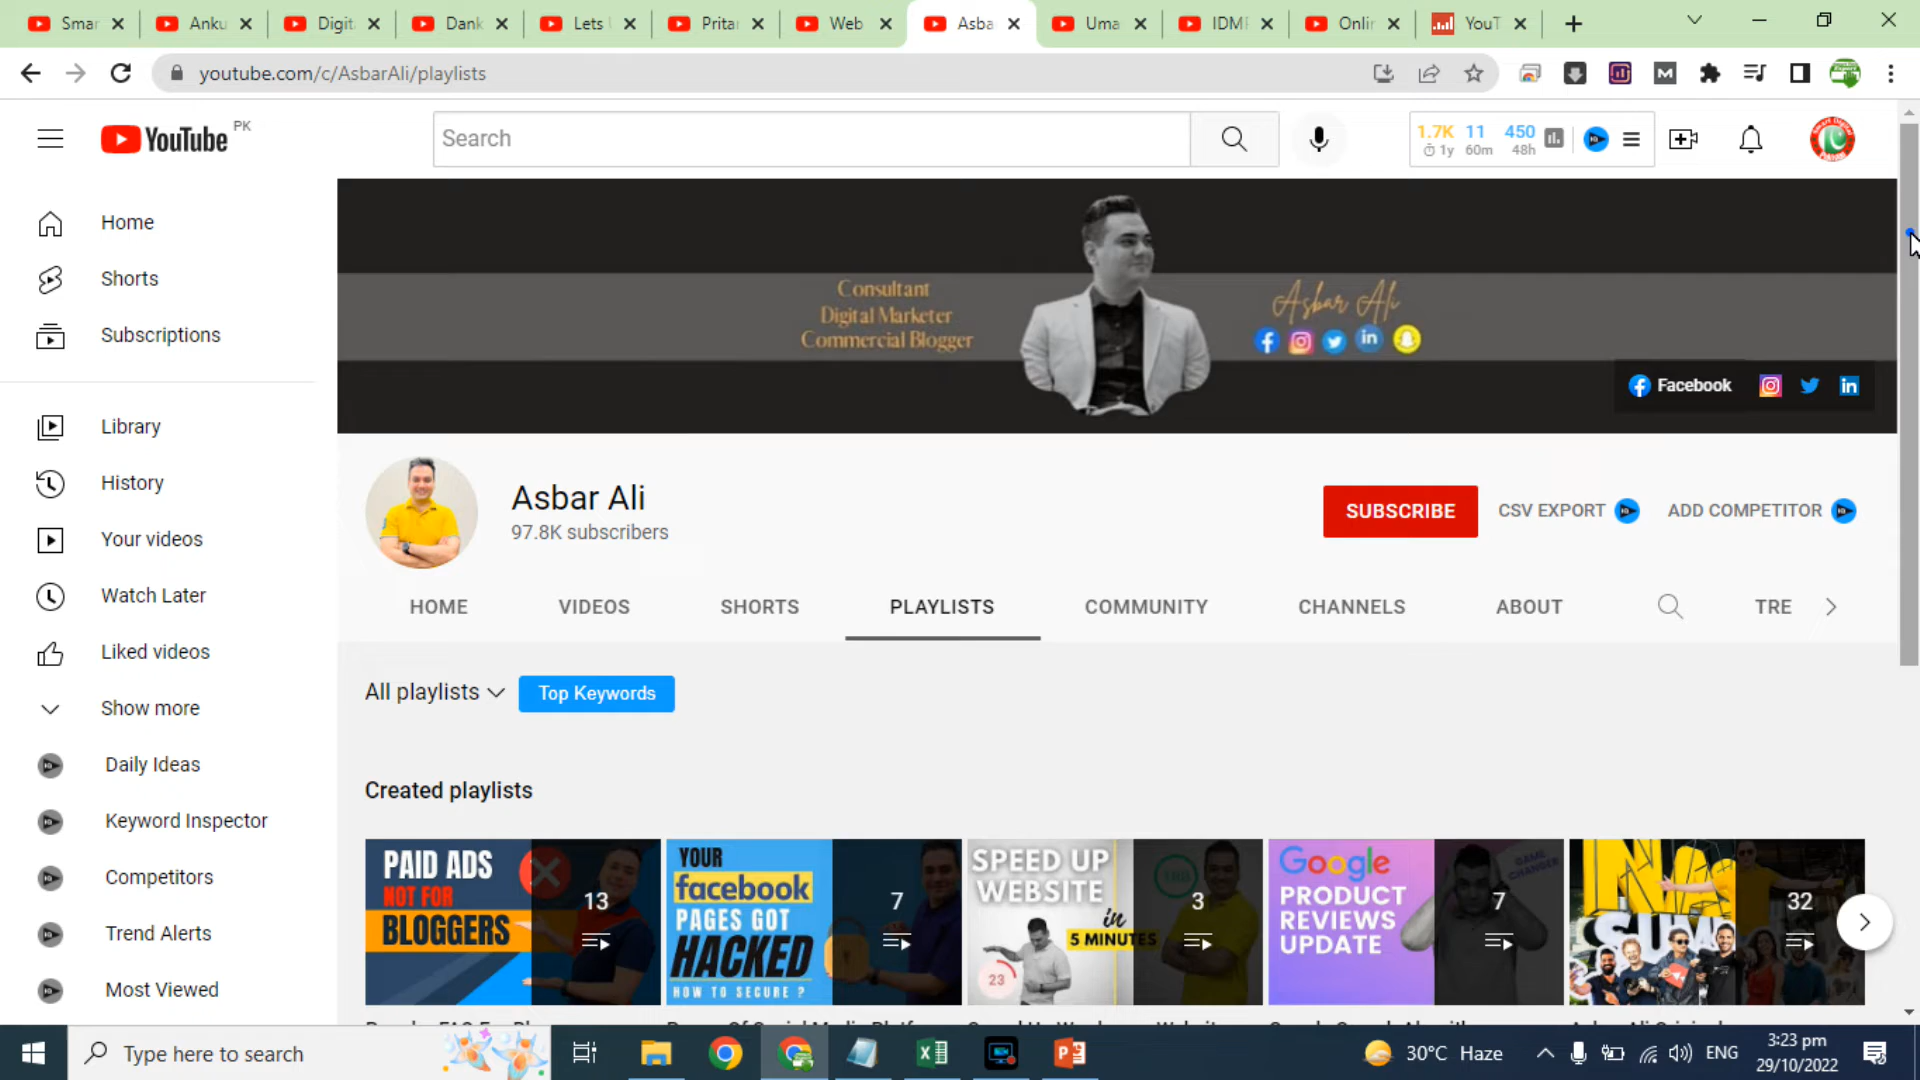 Smar
Anku
Digit
Dank
Lets
Pritar
Web
Asba
Uma
IDMI
Onlin
YouT
youtube.com/c/AsbarAli/playlists
YouTube PK
Search
1.7K 11 450
1y 60m 48h
Home
Shorts
Subscriptions
Library
History
Your videos
Watch Later
Liked videos
Show more
Daily Ideas
Keyword Inspector
Competitors
Trend Alerts
Most Viewed
Consultant
Digital Marketer
Commercial Blogger
Asbar Ali
Facebook
Asbar Ali
97.8K subscribers
SUBSCRIBE
CSV EXPORT
ADD COMPETITOR
HOME VIDEOS SHORTS PLAYLISTS COMMUNITY CHANNELS ABOUT TRE
All playlists
Top Keywords
Created playlists
PAID ADS
NOT FOR
BLOGGERS
13
YOUR
facebook
PAGES GOT
HACKED
HOW TO SECURE ?
7
SPEED UP
WEBSITE
in
5 MINUTES
23
3
Google
PRODUCT
REVIEWS
UPDATE
GAME
CHANGER
7
32
Type here to search
30°C Haze
ENG
3:23 pm
29/10/2022